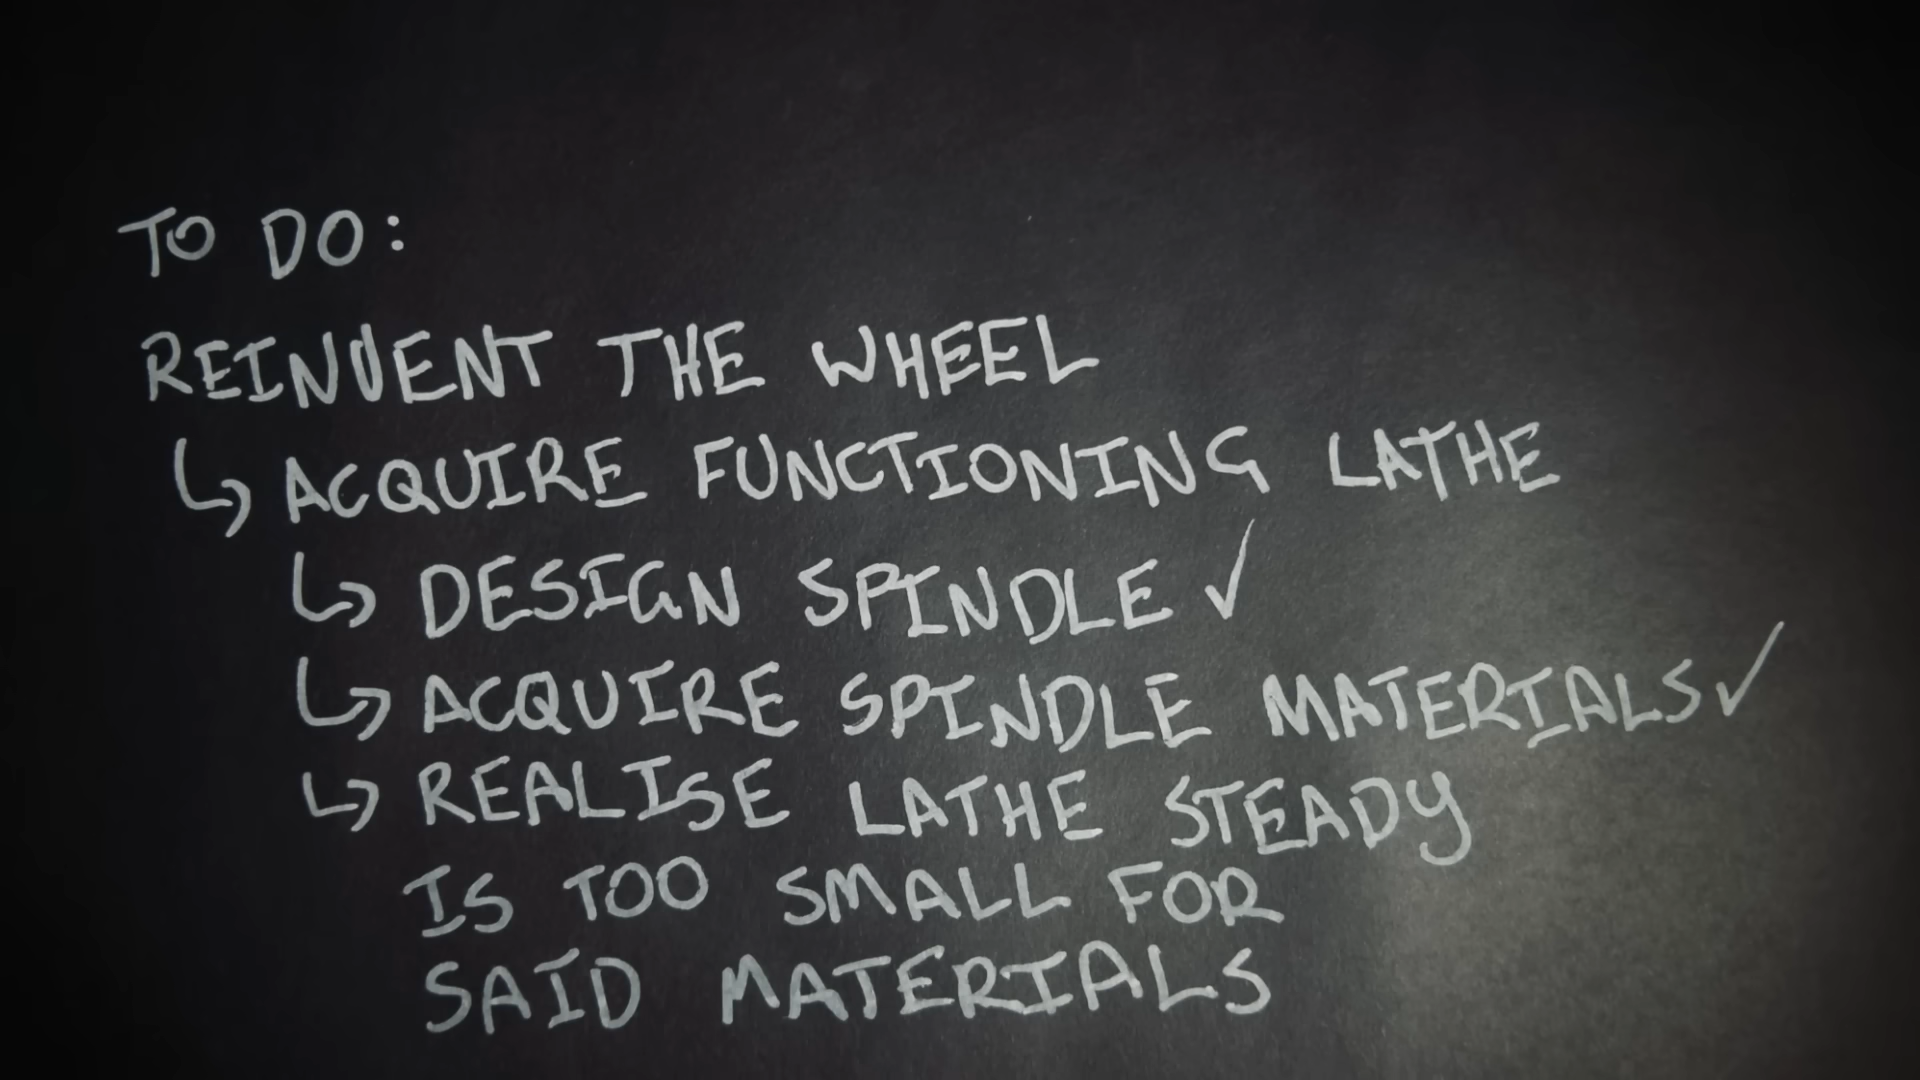 TO DO:
REINVENT THE WHEEL
↳ ACQUIRE FUNCTIONING LATHE
↳ DESIGN SPINDLE ✓
↳ ACQUIRE SPINDLE MATERIALS ✓
↳ REALISE LATHE STEADY
IS TOO SMALL FOR
SAID MATERIALS